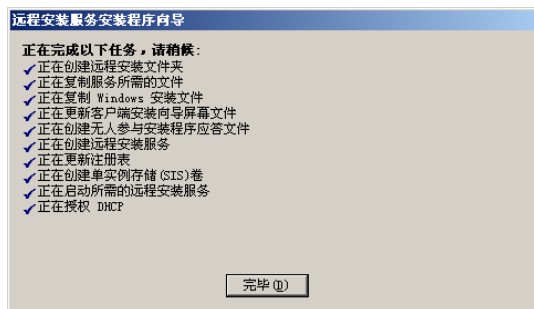 远程安装服务安装程序向导
正在完成以下任务，请稍候：
正在创建远程安装文件夹
正在复制服务所需的文件
正在复制 Windows 安装文件
正在更新客户端安装向导屏幕文件
正在创建无人参与安装程序应答文件
正在创建远程安装服务
正在更新注册表
正在创建单实例存储(SIS)卷
正在启动所需的远程安装服务
正在授权 DHCP
完毕(D)